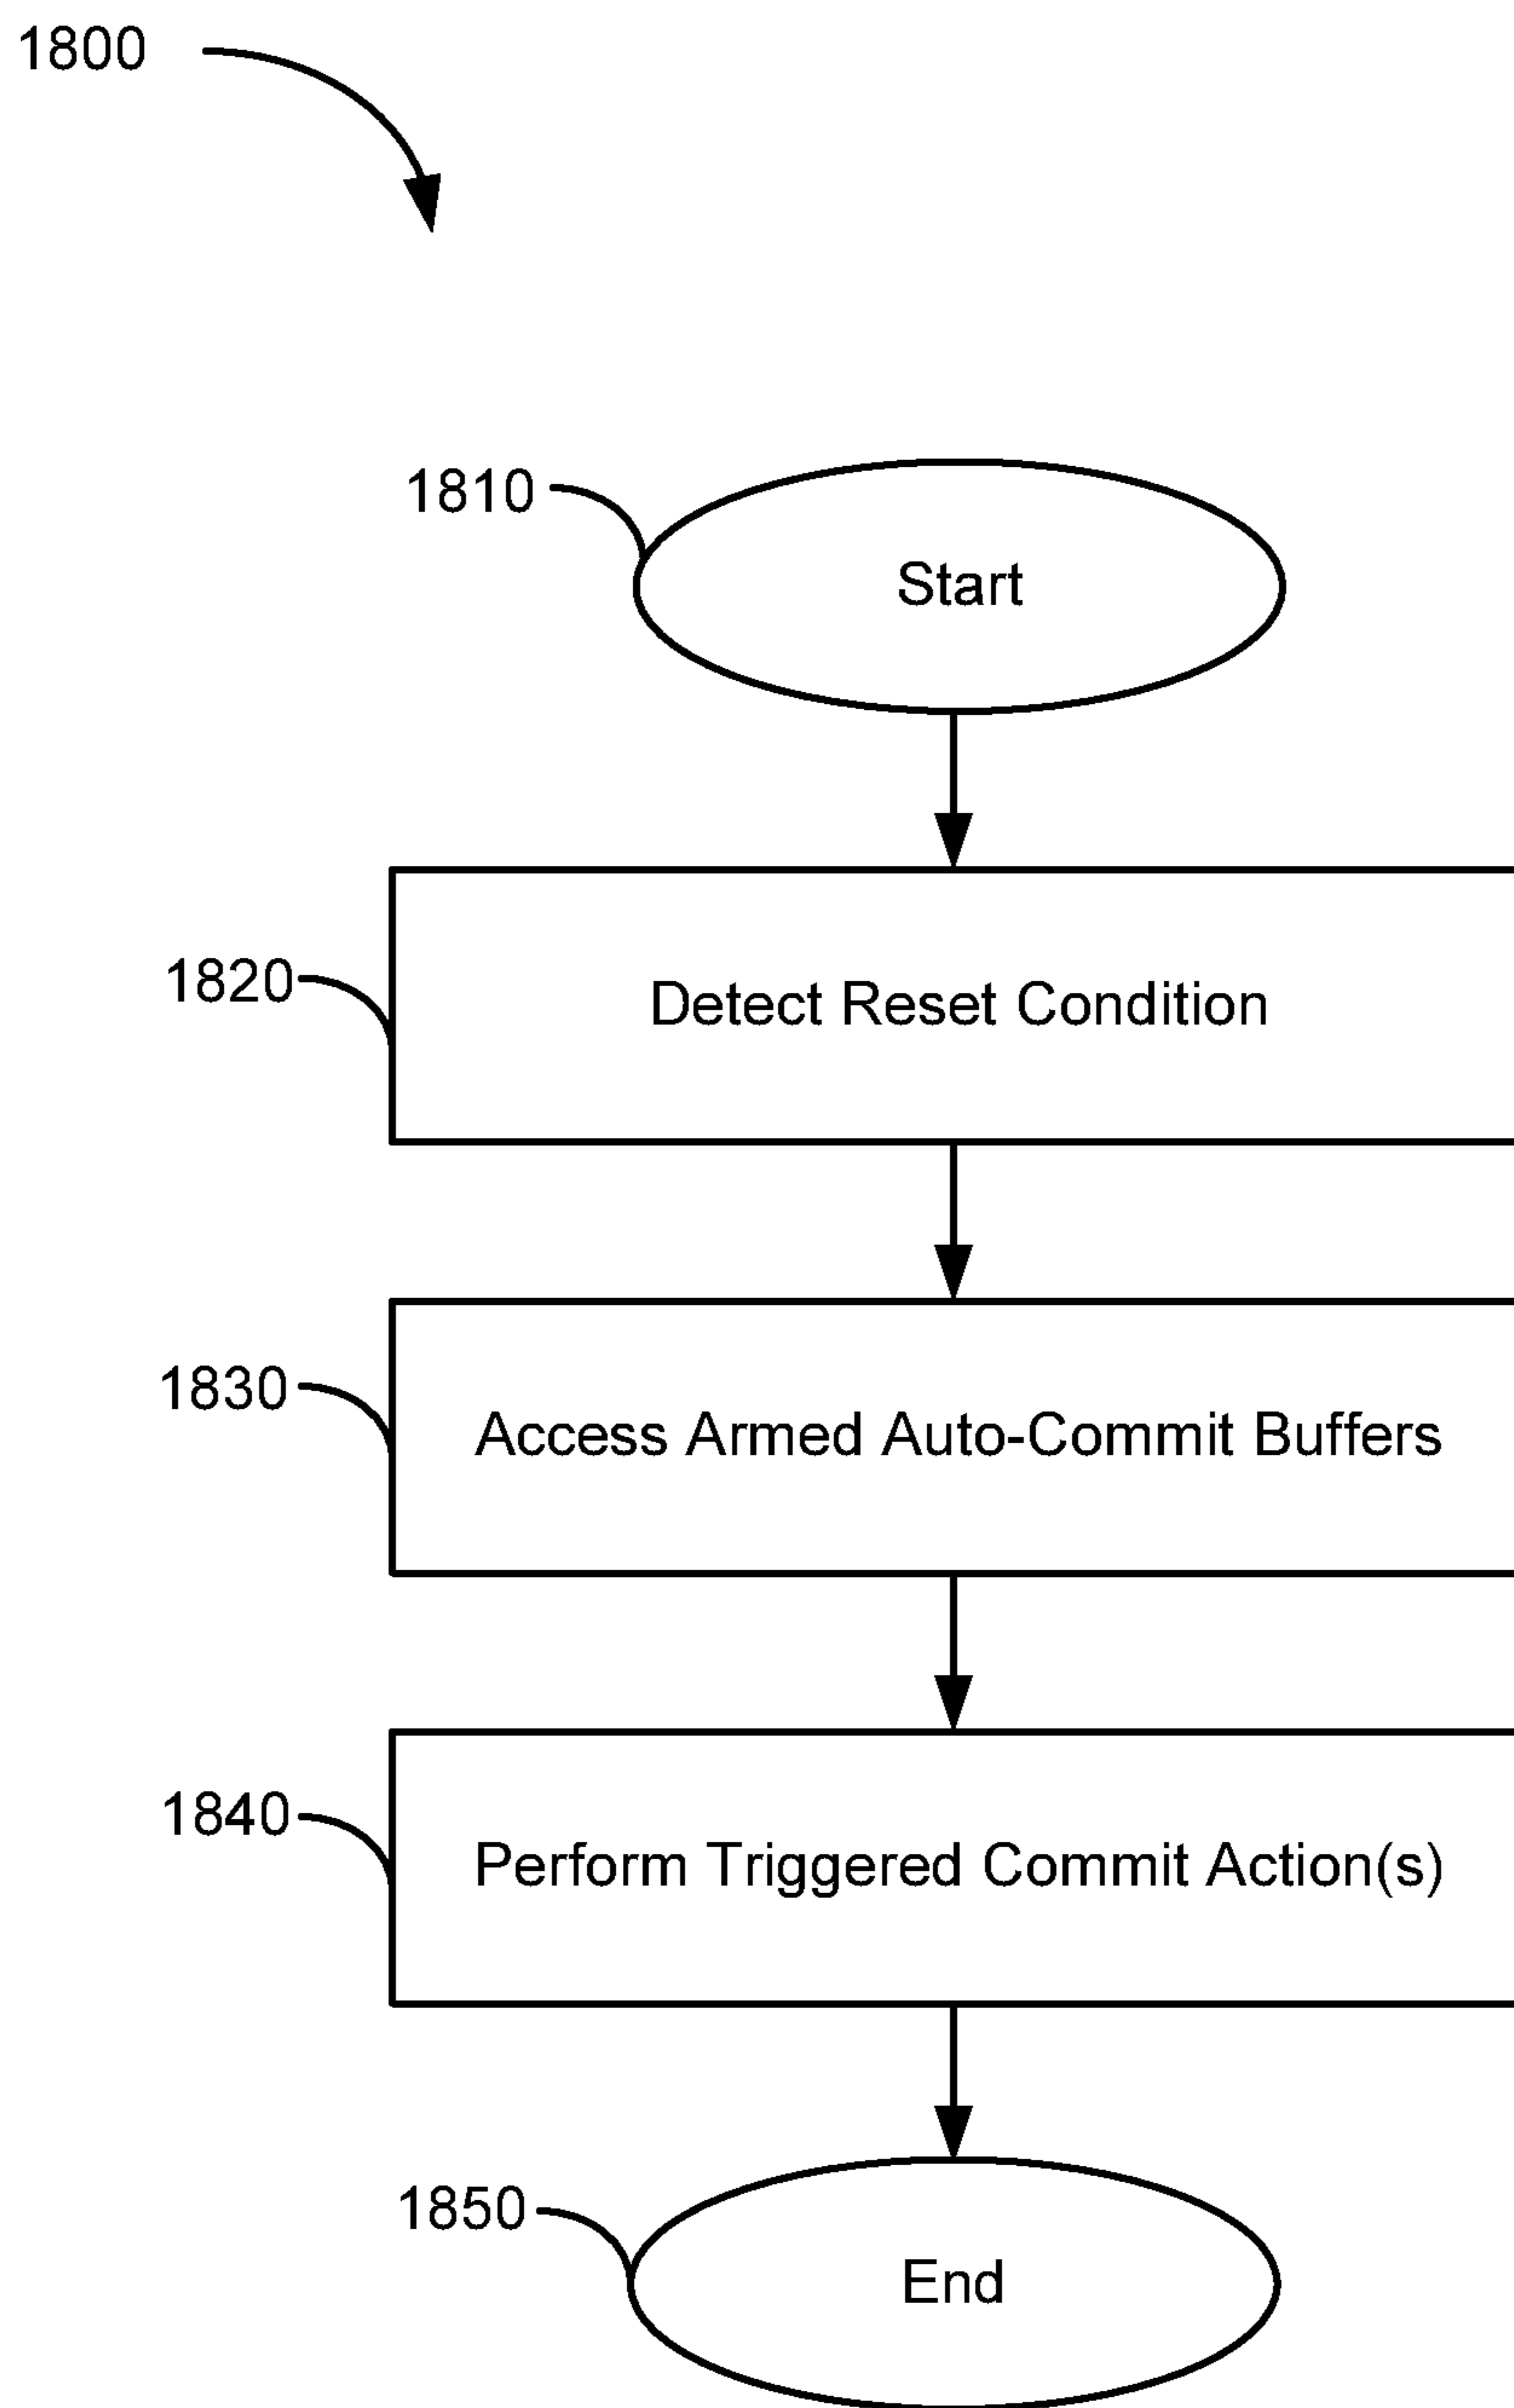 1800
1810
Start
1820
Detect Reset Condition
1830
Access Armed Auto-Commit Buffers
1840
Perform Triggered Commit Action(s)
1850
End